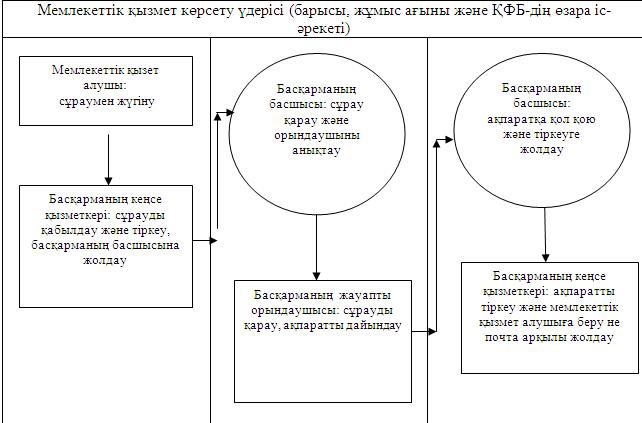 Мемлекеттік қызмет көрсету үдерісі (барысы, жұмыс ағыны және ҚФБ-дің өзара іс-
әрекеті)
Мемлекеттік қызет
алушы:
сұраумен жүгіну
Басқарманың кеңсе
қызметкері: сұрауды
қабылдау және тіркеу,
басқарманың басшысына
жолдау
Басқарманың
басшысы: сұрау
қарау және
орындаушыны
анықтау
Басқарманың жауапты
орындаушысы: сұрауды
қарау, ақпаратты дайындау
Басқарманың
басшысы:
ақпаратқа қол қою
және тіркеуге
жолдау
Басқарманың кеңсе
қызметкері: ақпаратты
тіркеу және мемлекеттік
қызмет алушыға беру не
почта арқылы жолдау